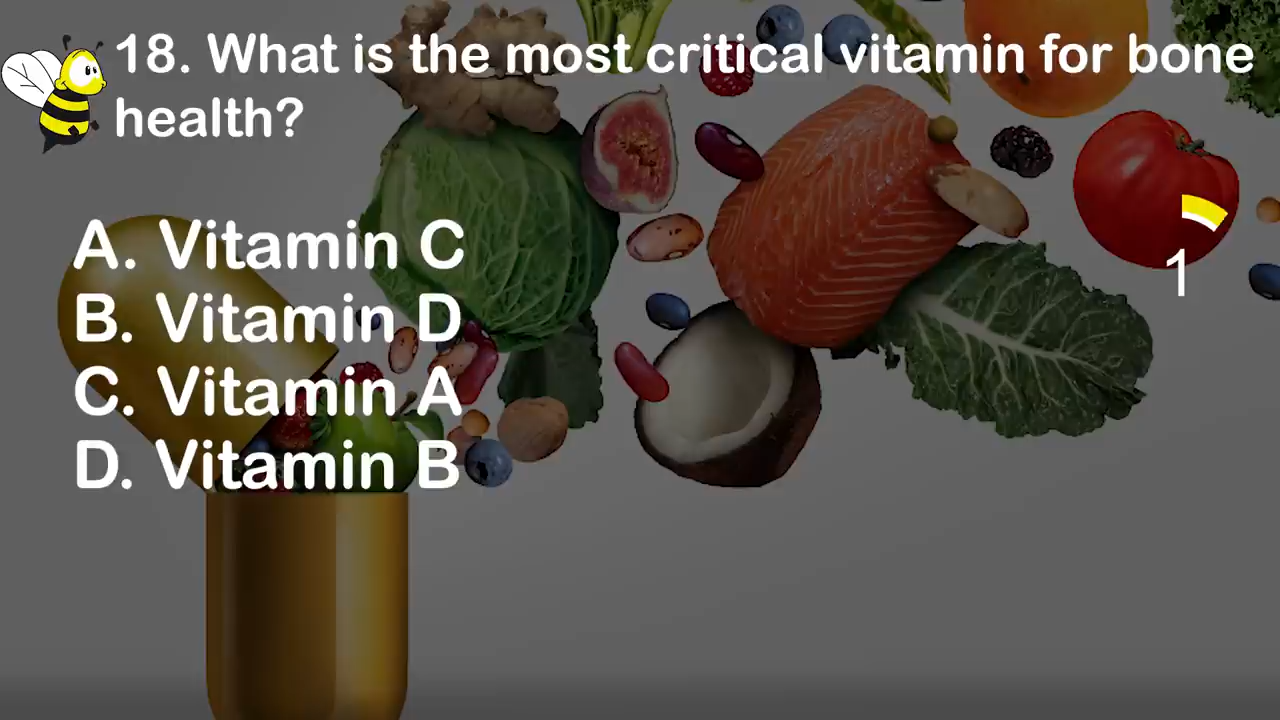 18. What is the most critical vitamin for bone
health?
A. Vitamin C
B. Vitamin D
C. Vitamin A
D. Vitamin B
1